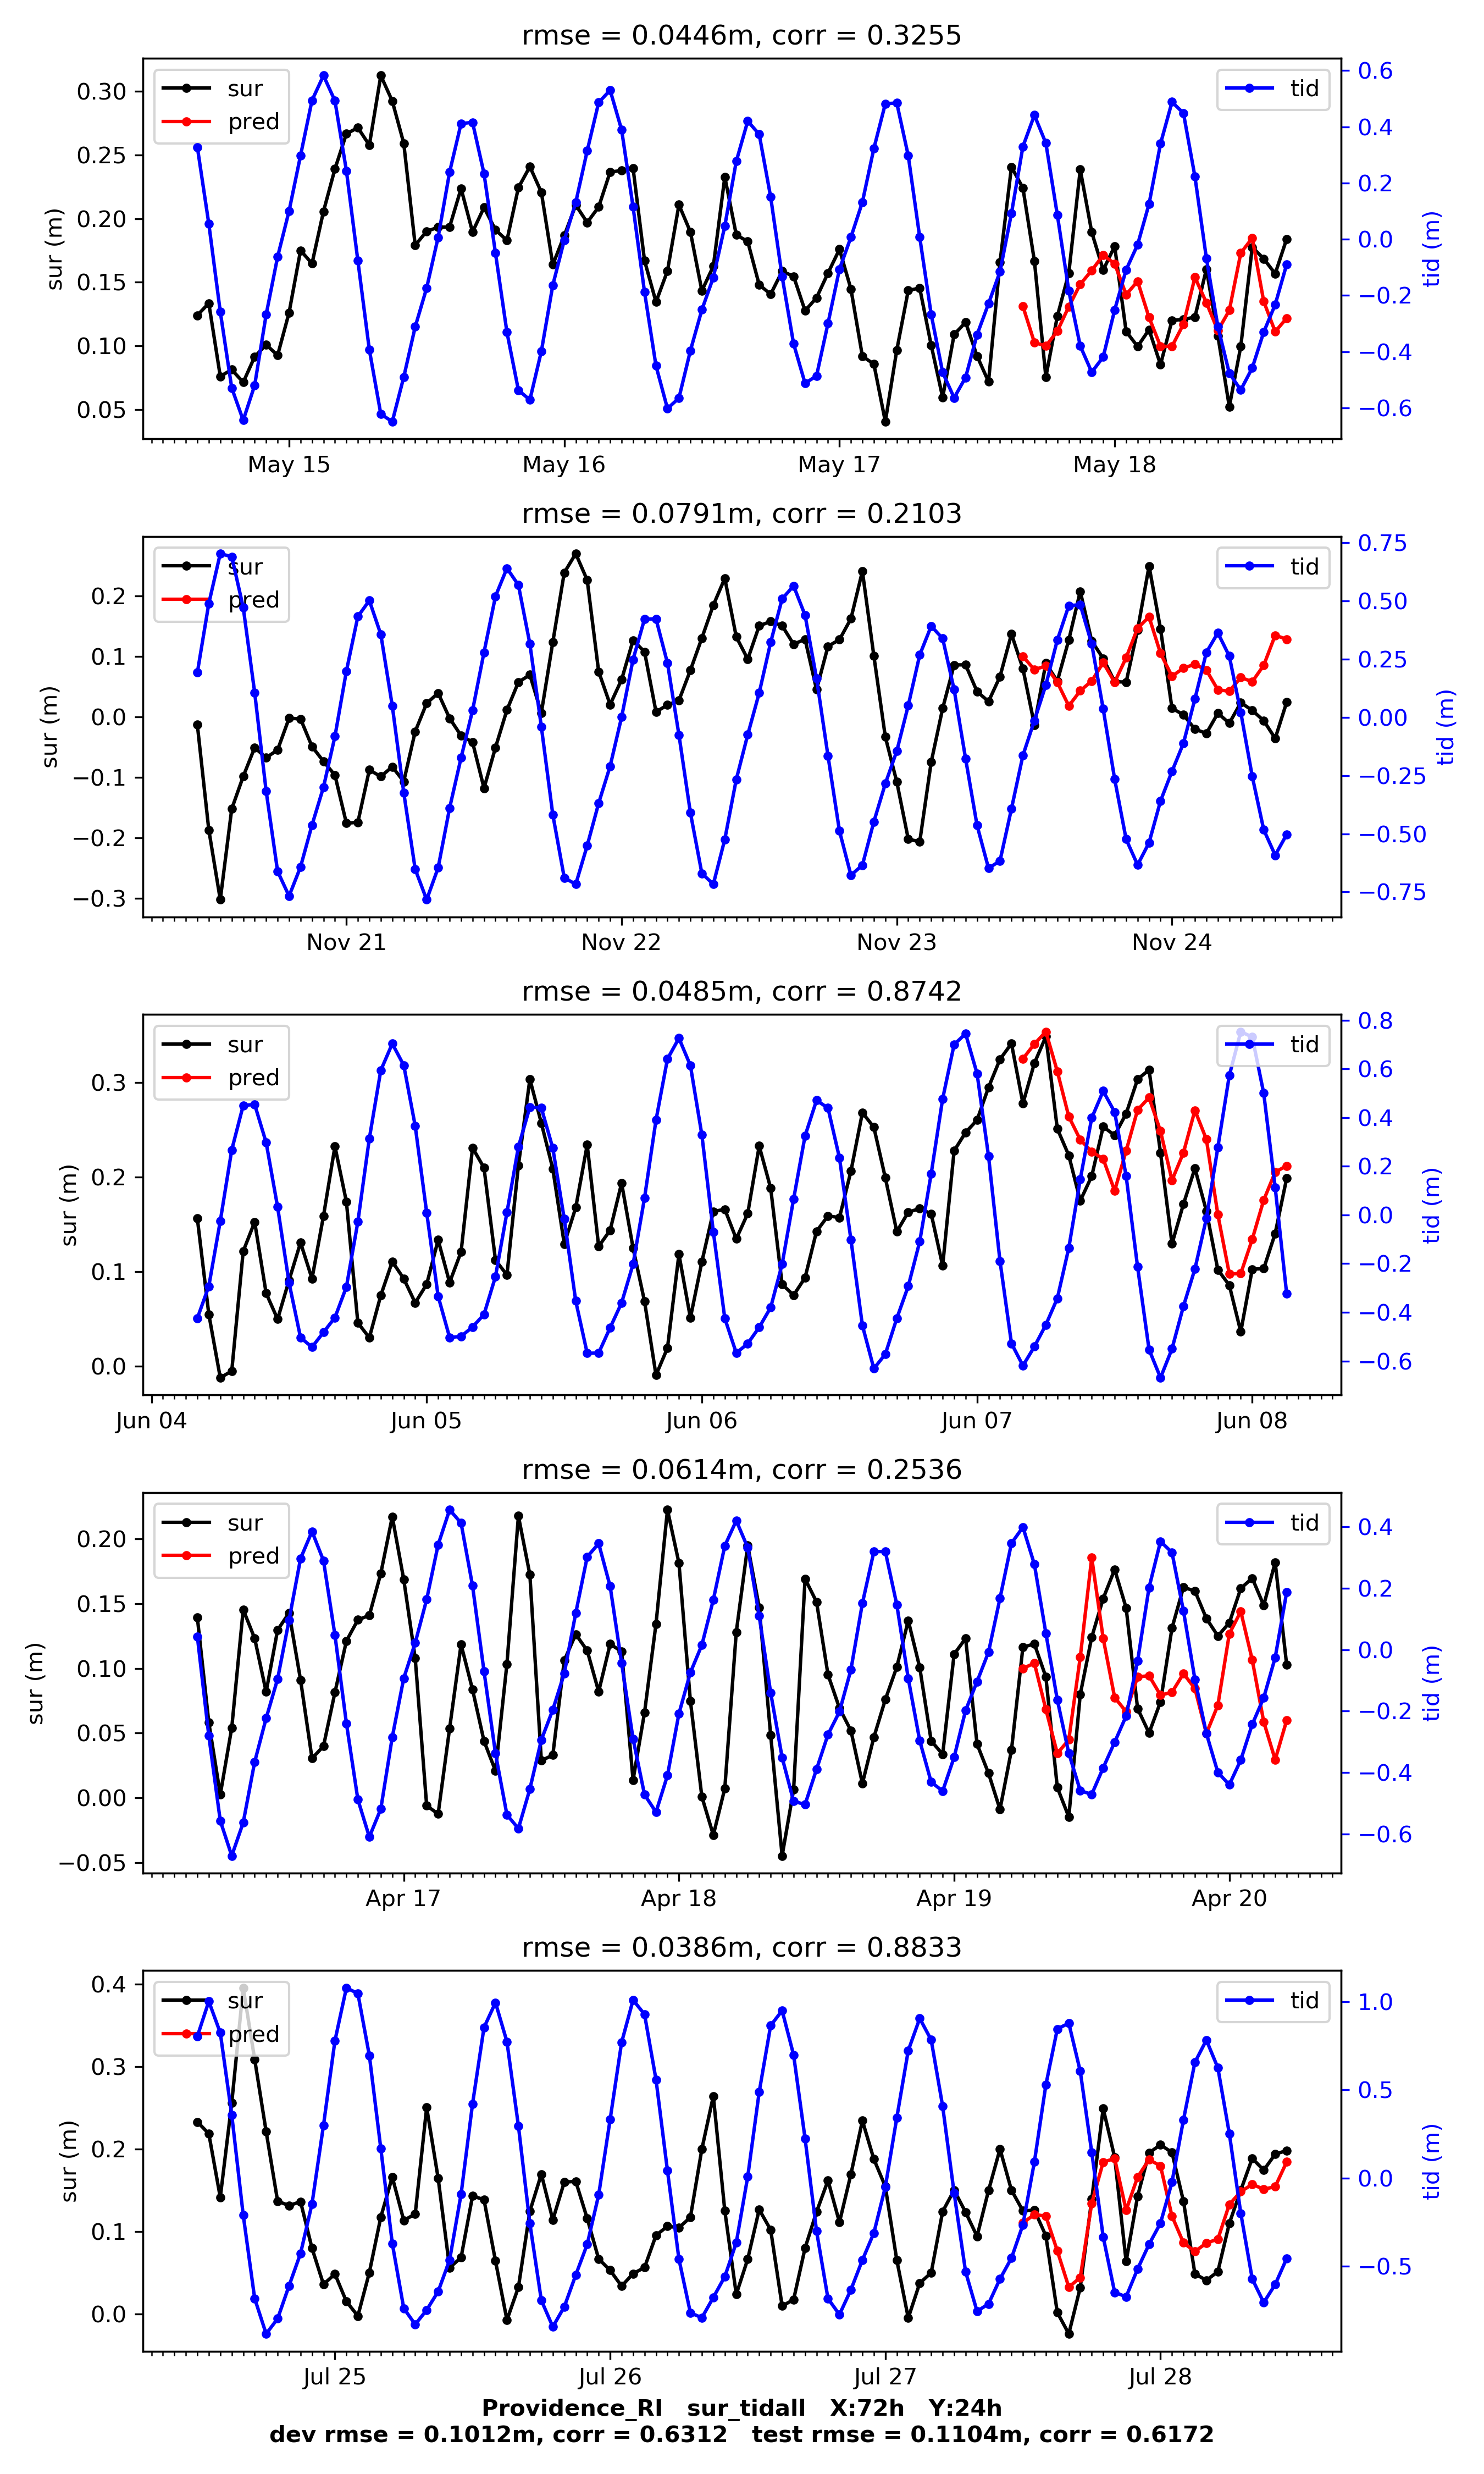 rmse = 0.0446m, corr = 0.3255
sur
pred
tid
0.30
0.25
0.20
0.15
0.10
0.05
sur (m)
0.6
0.4
0.2
0.0
−0.2
−0.4
−0.6
tid (m)
May 15 May 16 May 17 May 18
rmse = 0.0791m, corr = 0.2103
sur
pred
tid
0.2
0.1
0.0
−0.1
−0.2
−0.3
sur (m)
0.75
0.50
0.25
0.00
−0.25
−0.50
−0.75
tid (m)
Nov 21 Nov 22 Nov 23 Nov 24
rmse = 0.0485m, corr = 0.8742
sur
pred
tid
0.3
0.2
0.1
0.0
sur (m)
0.8
0.6
0.4
0.2
0.0
−0.2
−0.4
−0.6
tid (m)
Jun 04 Jun 05 Jun 06 Jun 07 Jun 08
rmse = 0.0614m, corr = 0.2536
sur
pred
tid
0.20
0.15
0.10
0.05
0.00
−0.05
sur (m)
0.4
0.2
0.0
−0.2
−0.4
−0.6
tid (m)
Apr 17 Apr 18 Apr 19 Apr 20
rmse = 0.0386m, corr = 0.8833
sur
pred
tid
0.4
0.3
0.2
0.1
0.0
sur (m)
1.0
0.5
0.0
−0.5
tid (m)
Jul 25 Jul 26 Jul 27 Jul 28
Providence_RI sur_tidall X:72h Y:24h
dev rmse = 0.1012m, corr = 0.6312 test rmse = 0.1104m, corr = 0.6172